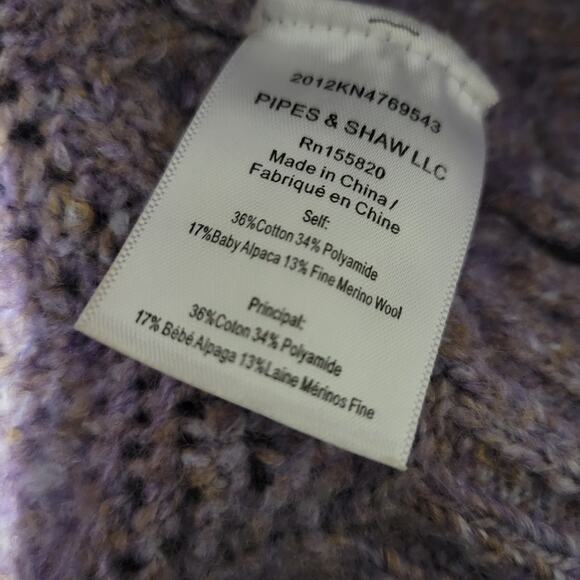 2012KN4769543
PIPES & SHAW LLC
Rn155820
Made in China /
Fabriqué en Chine
Self:
36%Cotton 34% Polyamide
17%Baby Alpaca 13% Fine Merino Wool
Principal:
36%Coton 34% Polyamide
17% Bébé Alpaga 13%Laine Mérinos Fine